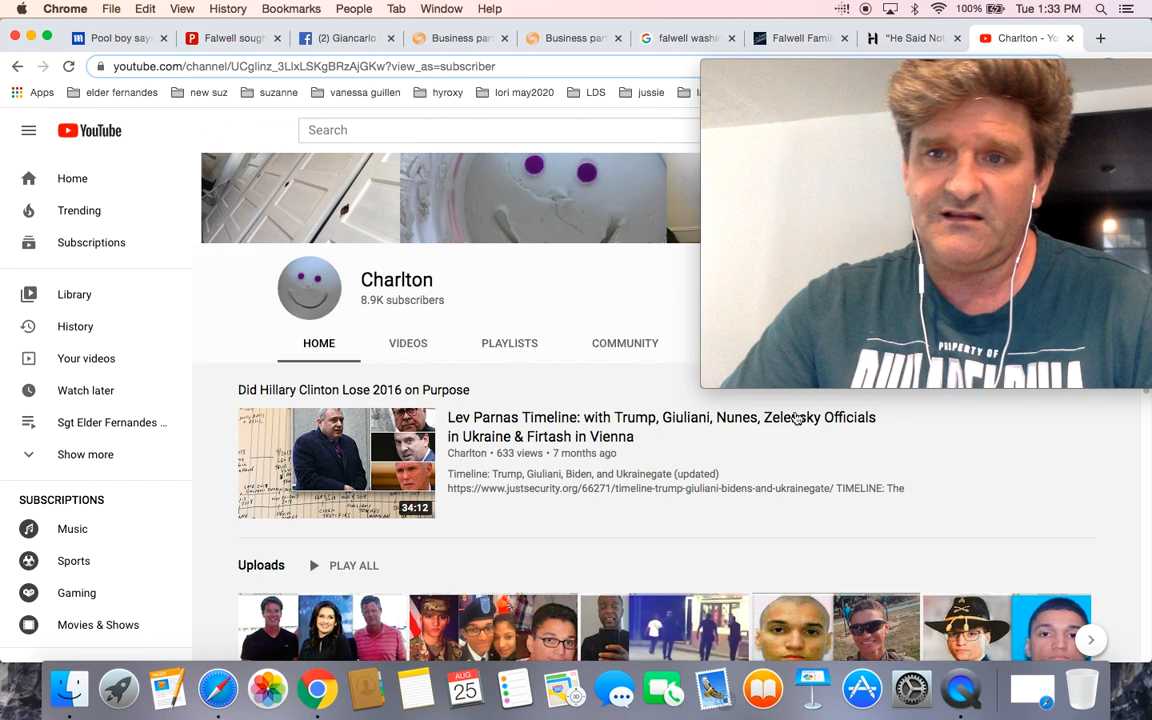 Chrome File Edit View History Bookmarks People Tab Window Help
100% Tue 1:33 PM
Pool boy says
Falwell sough
(2) Giancarlo
Business part
Business part
falwell washi
Falwell Famil
"He Said Not
Charlton - Yo
youtube.com/channel/UCglinz_3LlxLSKgBRzAjGKw?view_as=subscriber
Apps elder fernandes new suz suzanne vanessa guillen hyroxy lori may2020 LDS jussie
YouTube
Search
Home
Trending
Subscriptions
Library
History
Your videos
Watch later
Sgt Elder Fernandes ...
Show more
SUBSCRIPTIONS
Music
Sports
Gaming
Movies & Shows
Charlton
8.9K subscribers
HOME VIDEOS PLAYLISTS COMMUNITY
Did Hillary Clinton Lose 2016 on Purpose
34:12
Lev Parnas Timeline: with Trump, Giuliani, Nunes, Zelensky Officials
in Ukraine & Firtash in Vienna
Charlton • 633 views • 7 months ago
Timeline: Trump, Giuliani, Biden, and Ukrainegate (updated)
https://www.justsecurity.org/66271/timeline-trump-giuliani-bidens-and-ukrainegate/ TIMELINE: The
Uploads PLAY ALL
PROPERTY OF
PHILADELPHIA
AUG
25